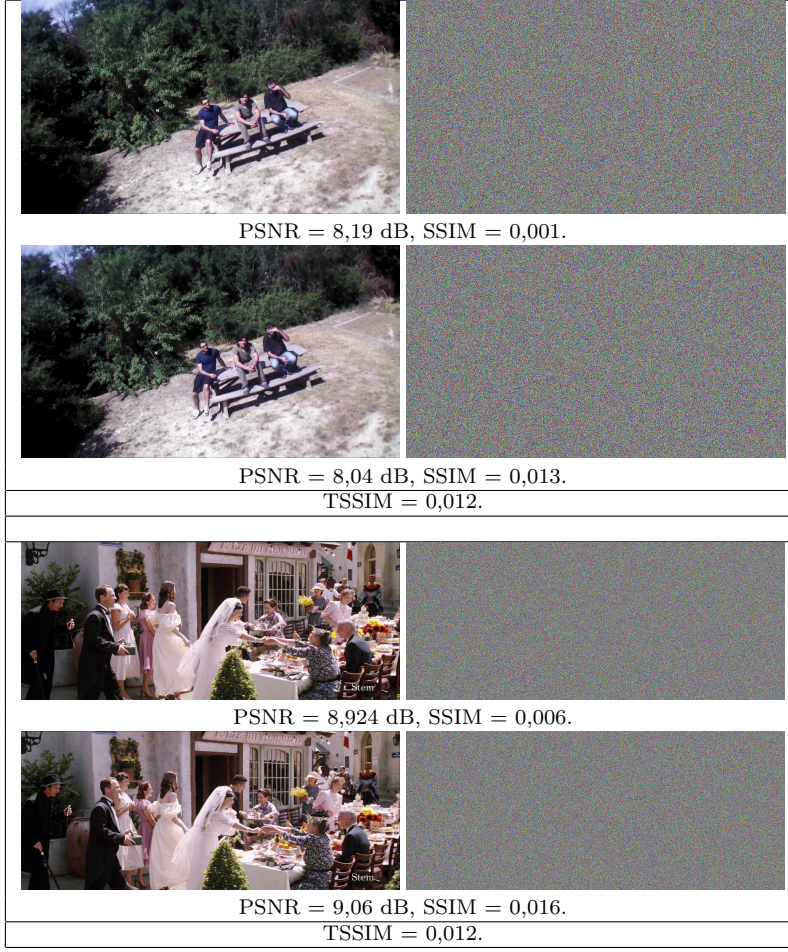 PSNR = 8,19 dB, SSIM = 0,001.
PSNR = 8,04 dB, SSIM = 0,013.
TSSIM = 0,012.
Stem
PSNR = 8,924 dB, SSIM = 0,006.
Stem
PSNR = 9,06 dB, SSIM = 0,016.
TSSIM = 0,012.